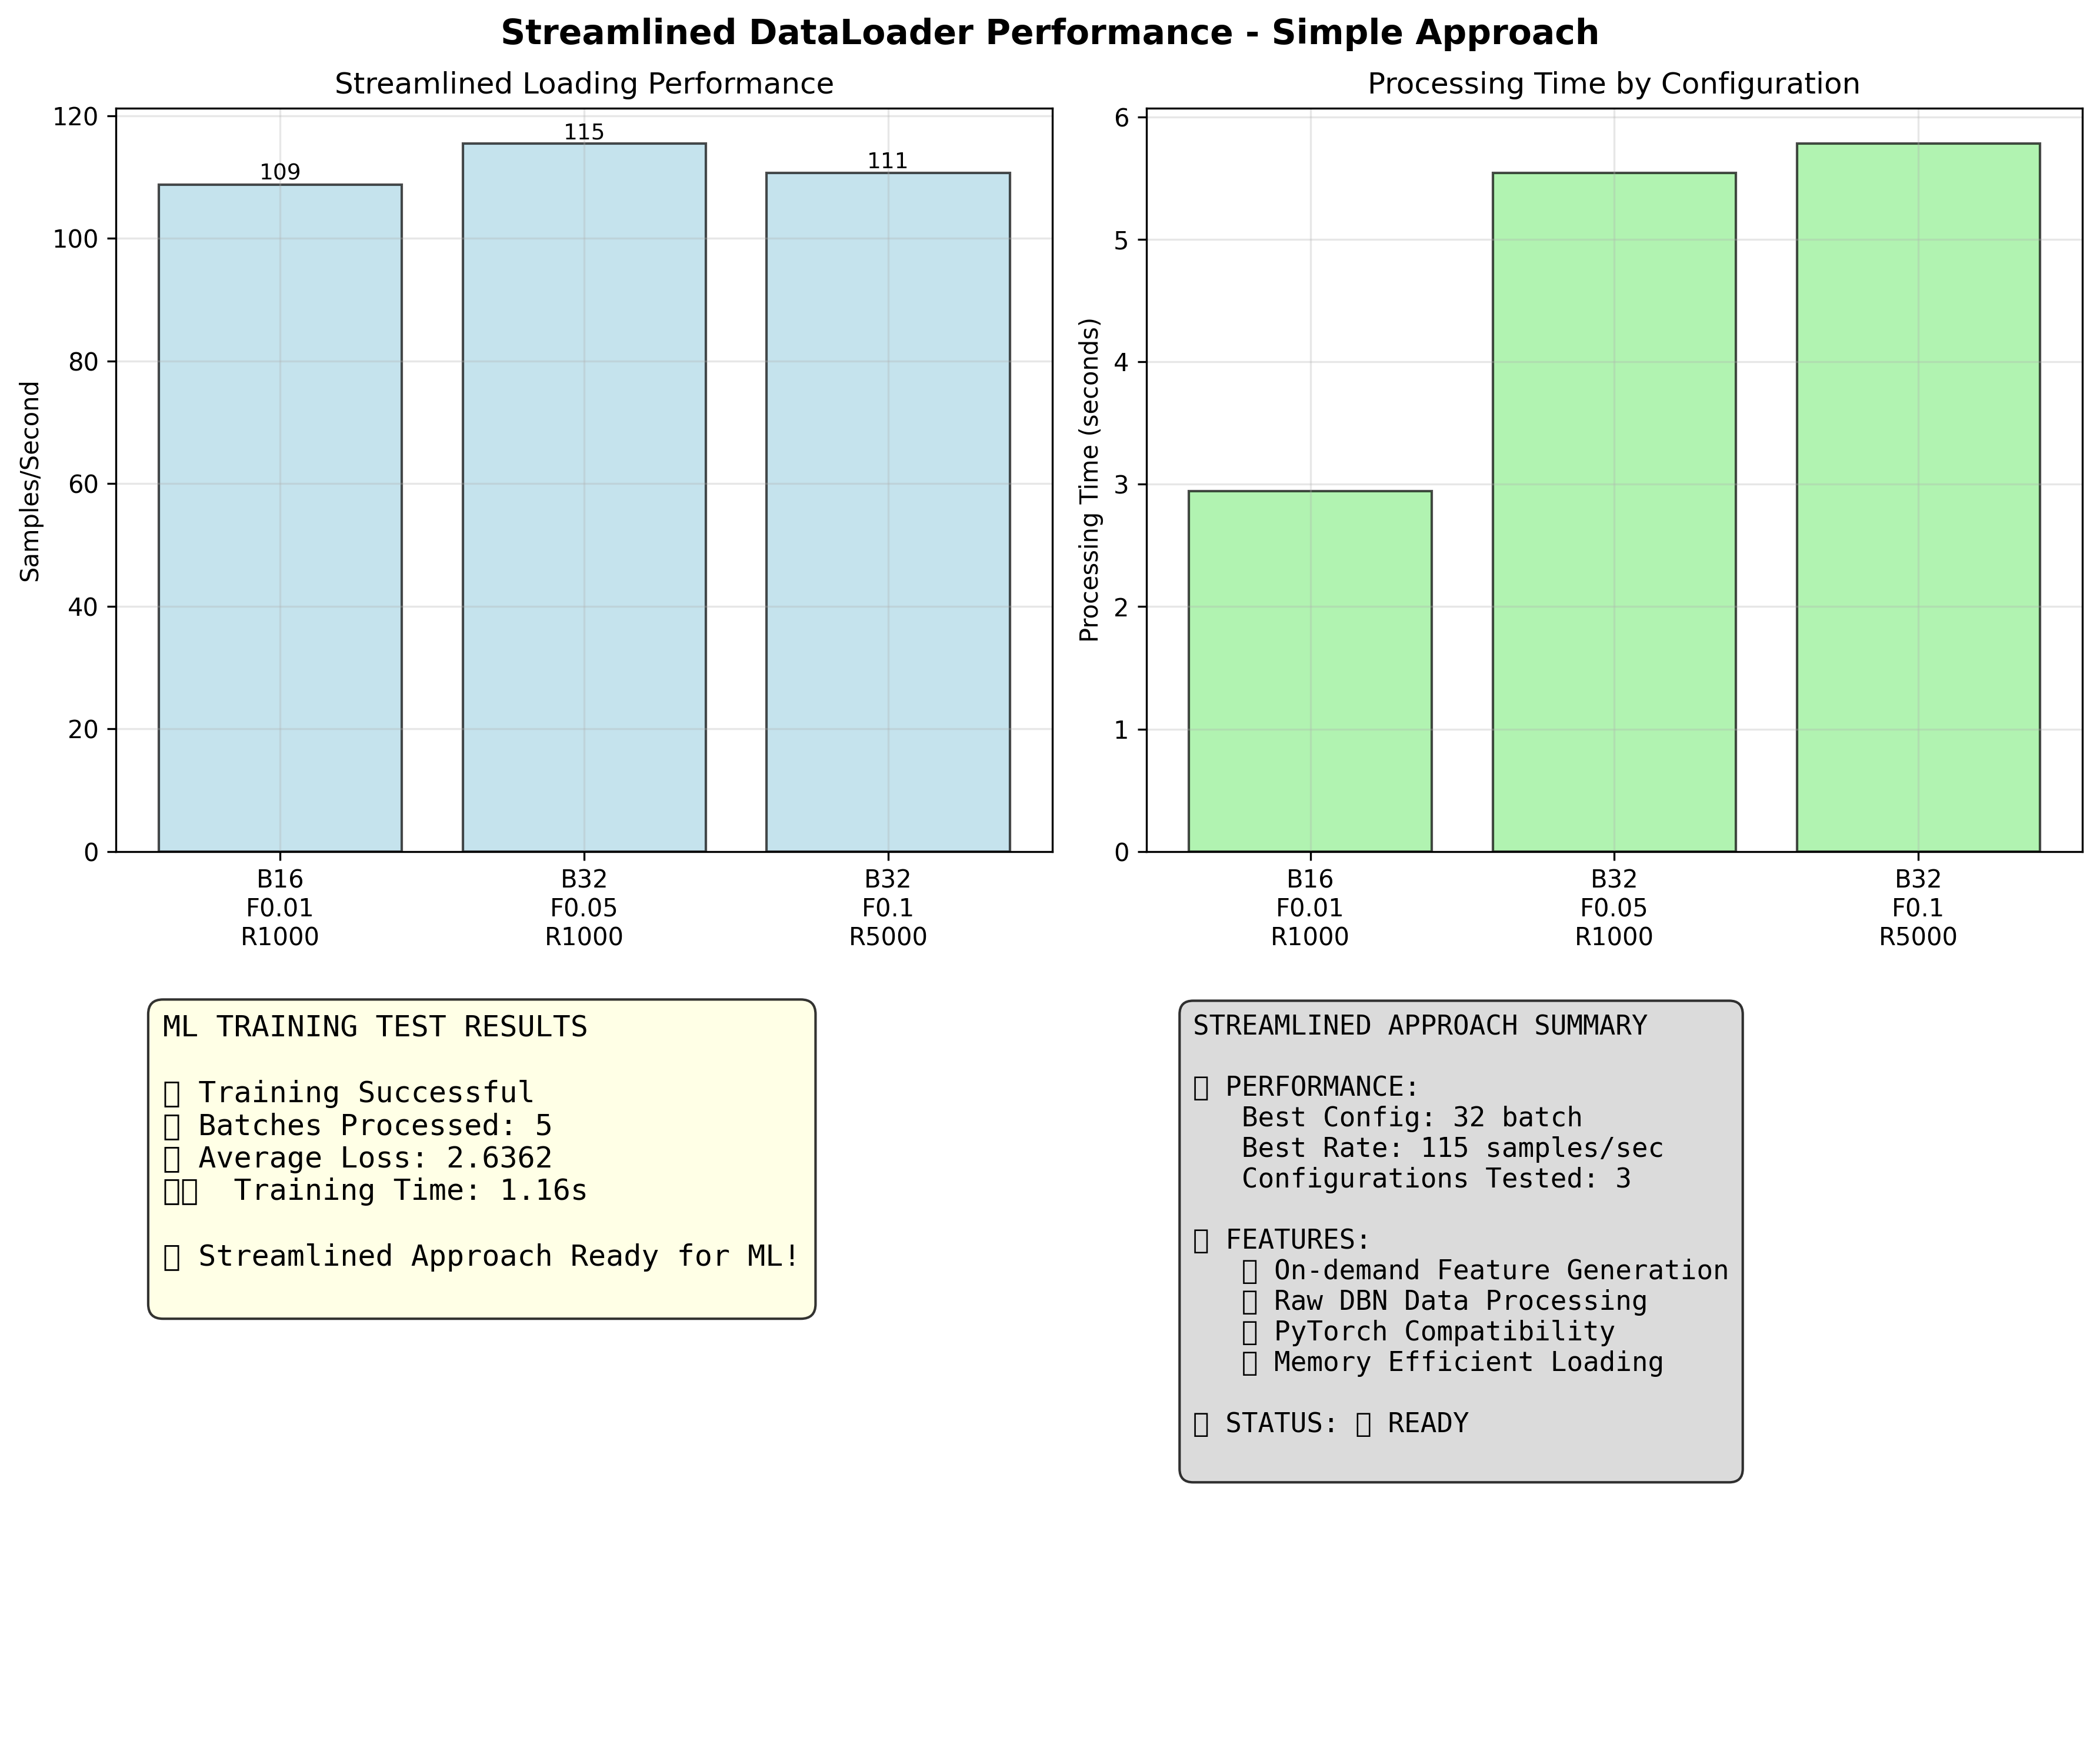 Streamlined DataLoader Performance - Simple Approach
Streamlined Loading Performance
120
100
80
60
40
20
0
Samples/Second
109
115
111
B16
F0.01
R1000
B32
F0.05
R1000
B32
F0.1
R5000
Processing Time by Configuration
6
5
4
3
2
1
0
Processing Time (seconds)
B16
F0.01
R1000
B32
F0.05
R1000
B32
F0.1
R5000
ML TRAINING TEST RESULTS
Training Successful
Batches Processed: 5
Average Loss: 2.6362
Training Time: 1.16s
Streamlined Approach Ready for ML!
STREAMLINED APPROACH SUMMARY
PERFORMANCE:
Best Config: 32 batch
Best Rate: 115 samples/sec
Configurations Tested: 3
FEATURES:
On-demand Feature Generation
Raw DBN Data Processing
PyTorch Compatibility
Memory Efficient Loading
STATUS: READY